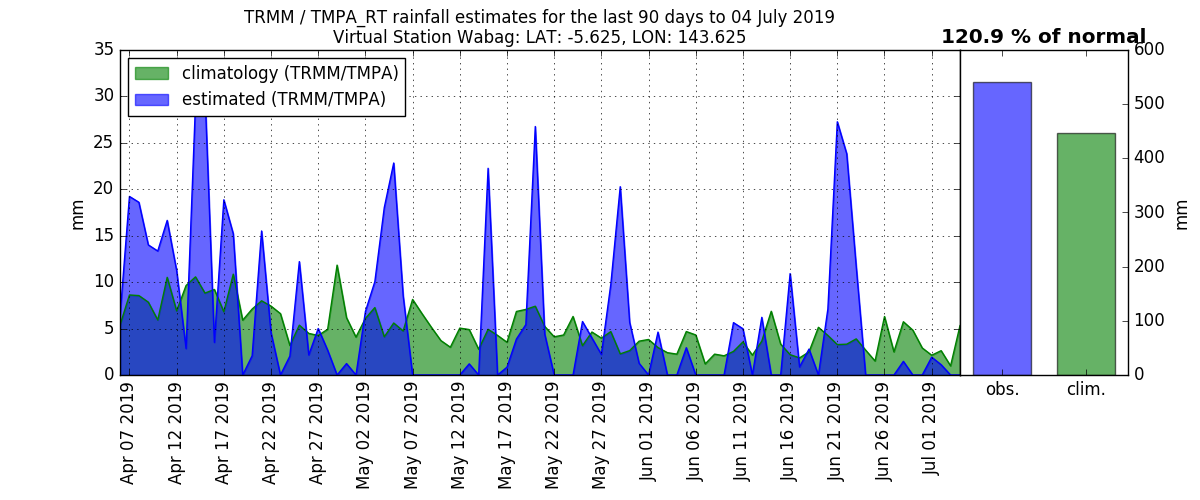 TRMM / TMPA_RT rainfall estimates for the last 90 days to 04 July 2019
Virtual Station Wabag: LAT: -5.625, LON: 143.625
120.9 % of normal
climatology (TRMM/TMPA)
estimated (TRMM/TMPA)
mm
35
30
25
20
15
10
5
0
Apr 07 2019
Apr 12 2019
Apr 17 2019
Apr 22 2019
Apr 27 2019
May 02 2019
May 07 2019
May 12 2019
May 17 2019
May 22 2019
May 27 2019
Jun 01 2019
Jun 06 2019
Jun 11 2019
Jun 16 2019
Jun 21 2019
Jun 26 2019
Jul 01 2019
obs.
clim.
600
500
400
300
200
100
0
mm